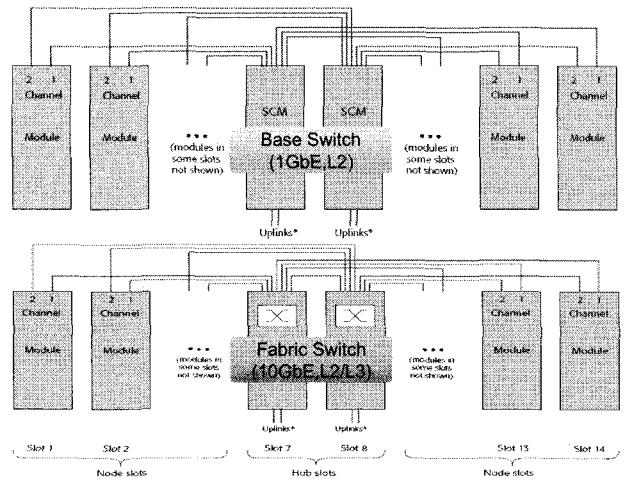 2 1
Channel
Module
2 1
Channel
Module
•••
(modules in
some slots
not shown)
SCM
SCM
Base Switch
(1GbE,L2)
Uplinks*
Uplinks*
•••
(modules in
some slots
not shown)
2 1
Channel
Module
2 1
Channel
Module
2 1
Channel
Module
2 1
Channel
Module
•••
(modules in
some slots
not shown)
Fabric Switch
(10GbE,L2/L3)
Uplinks*
Uplinks*
•••
(modules in
some slots
not shown)
2 1
Channel
Module
2 1
Channel
Module
Slot 1
Slot 2
Slot 7
Slot 8
Slot 13
Slot 14
Node slots
Hub slots
Node slots